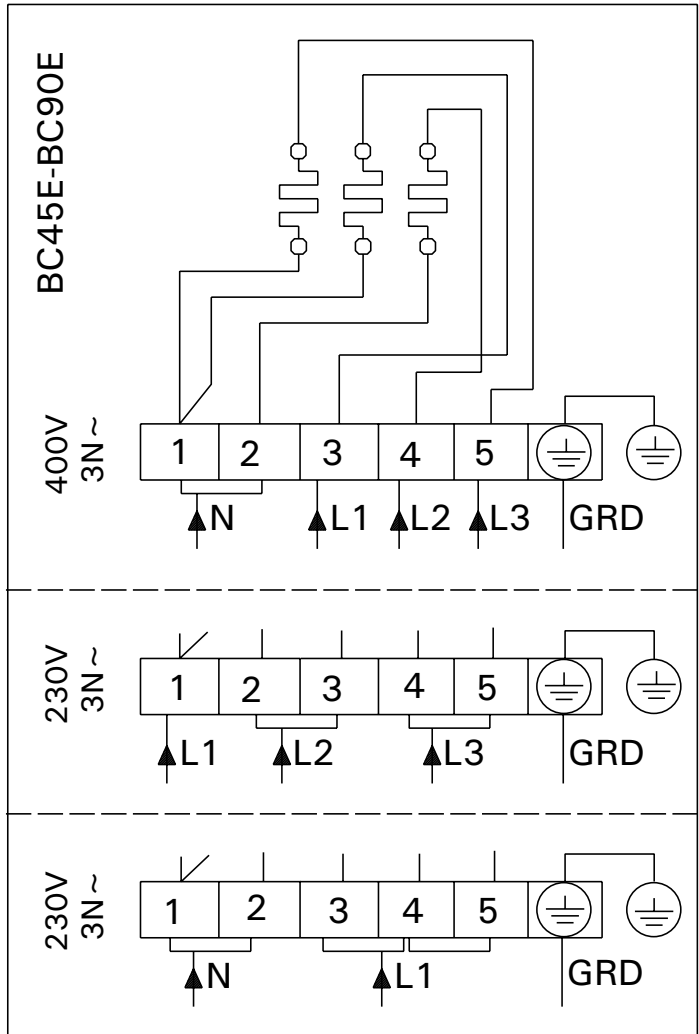 BC45E-BC90E
400V
3N~
1 2 3 4 5
N L1 L2 L3 GRD
230V
3N~
1 2 3 4 5
L1 L2 L3 GRD
230V
3N~
1 2 3 4 5
N L1 GRD